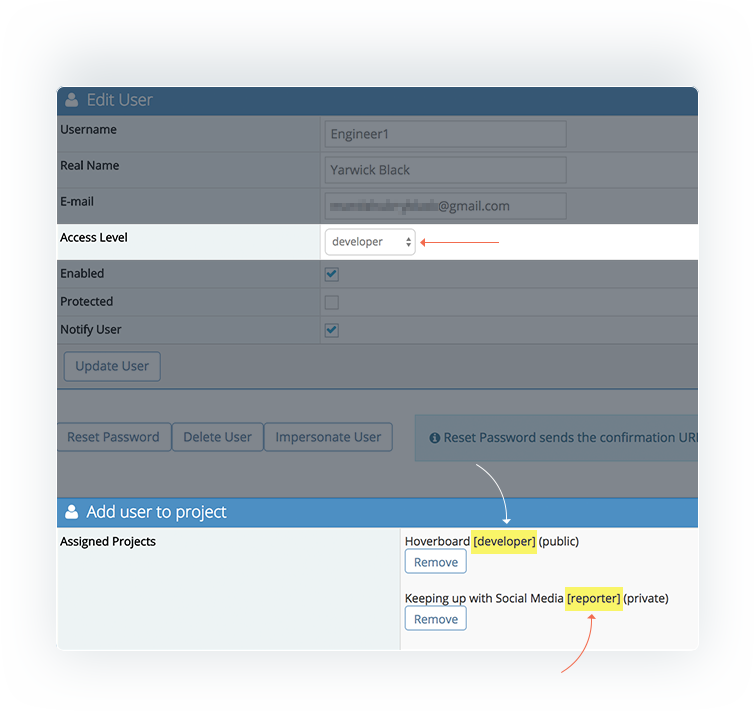 Edit User
Username Engineer1
Real Name Yarwick Black
E-mail @gmail.com
Access Level developer
Enabled
Protected
Notify User
Update User
Reset Password Delete User Impersonate User Reset Password sends the confirmation
Add user to project
Assigned Projects Hoverboard [developer] (public)
Remove
Keeping up with Social Media [reporter] (private)
Remove